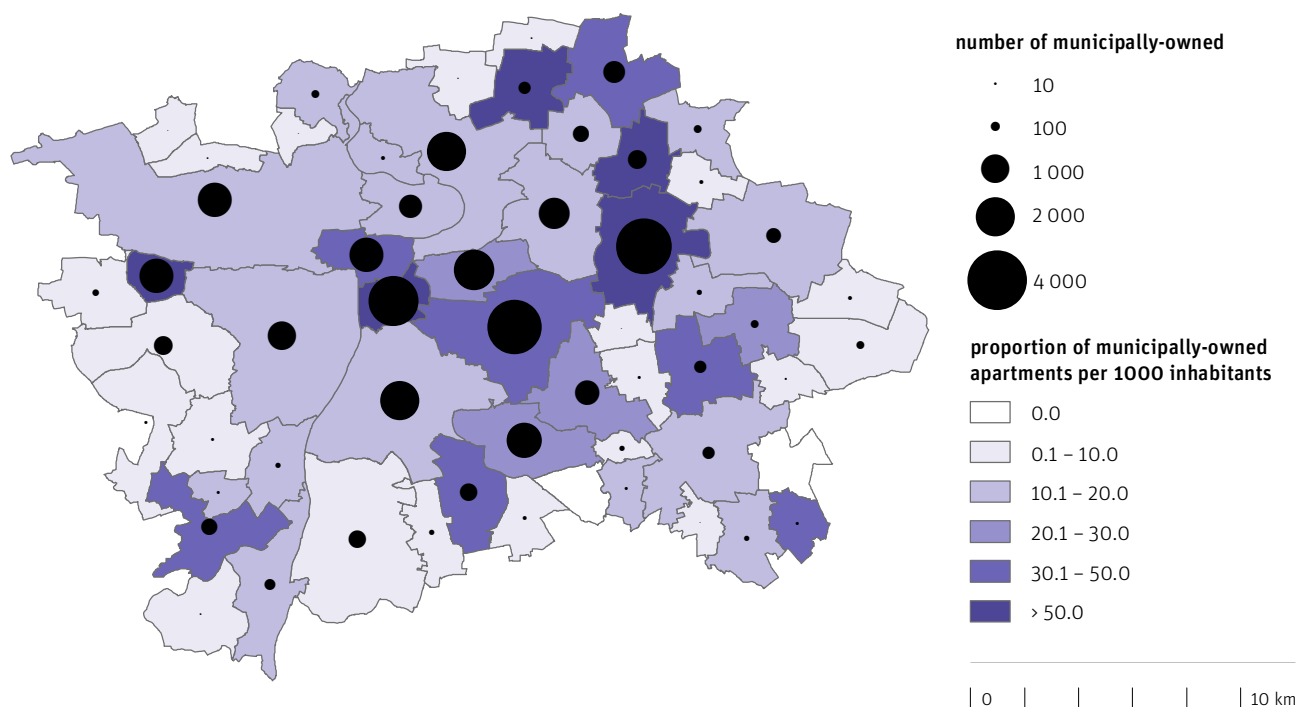 number of municipally-owned
10
100
1 000
2 000
4 000
proportion of municipally-owned
apartments per 1000 inhabitants
0.0
0.1 – 10.0
10.1 – 20.0
20.1 – 30.0
30.1 – 50.0
> 50.0
0 10 km